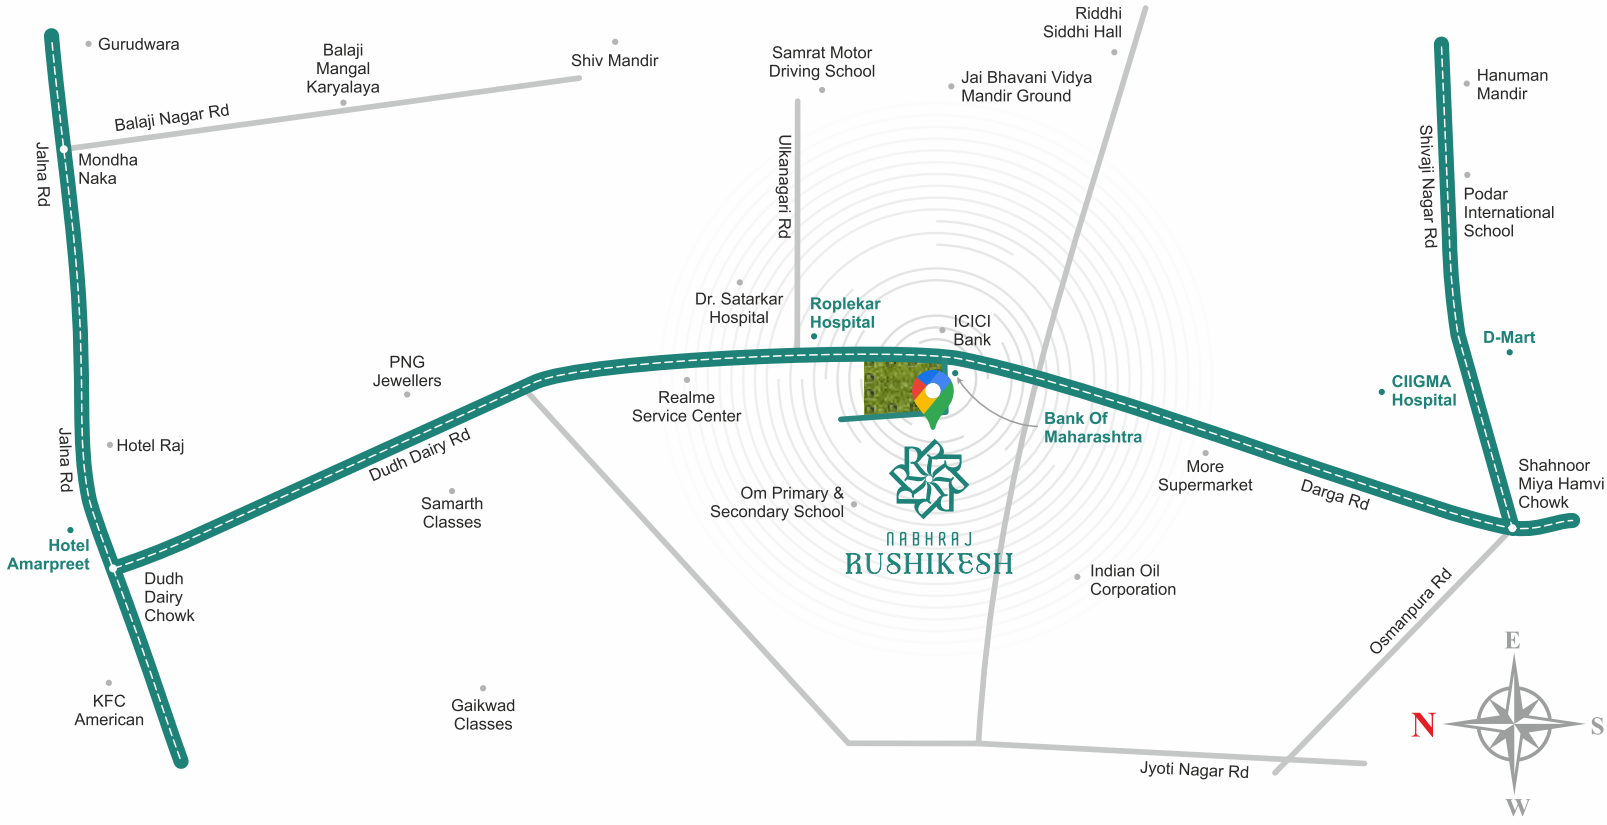 Riddhi
Siddhi Hall
Gurudwara
Balaji
Mangal
Karyalaya
Shiv Mandir
Samrat Motor
Driving School
Jai Bhavani Vidya
Mandir Ground
Hanuman
Mandir
Balaji Nagar Rd
Jalna Rd
Mondha
Naka
Ulkanagari Rd
Shivaji Nagar Rd
Podar
International
School
Dr. Satarkar
Hospital
Roplekar
Hospital
ICICI
Bank
D-Mart
PNG
Jewellers
Realme
Service Center
CIIGMA
Hospital
Bank Of
Maharashtra
Jalna Rd
Hotel Raj
Dudh Dairy Rd
More
Supermarket
Darga Rd
Shahnoor
Miya Hamvi
Chowk
Samarth
Classes
Om Primary &
Secondary School
Hotel
Amarpreet
NABHRAJ
RUSHIKESH
Dudh
Dairy
Chowk
Indian Oil
Corporation
Osmanpura Rd
KFC
American
Gaikwad
Classes
Jyoti Nagar Rd
E
N
S
W